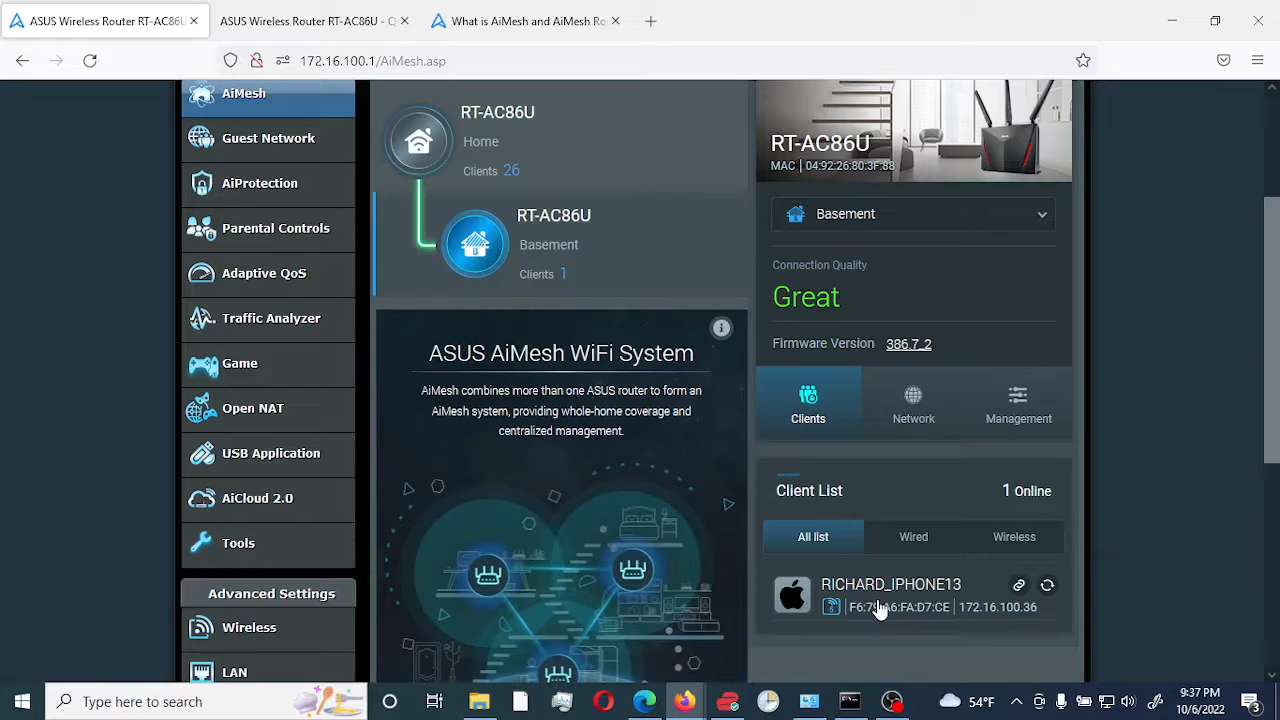 ASUS Wireless Router RT-AC86U
ASUS Wireless Router RT-AC86U - Q
What is AiMesh and AiMesh Ro
172.16.100.1/AiMesh.asp
AiMesh
Guest Network
AiProtection
Parental Controls
Adaptive QoS
Traffic Analyzer
Game
Open NAT
USB Application
AiCloud 2.0
Tools
Advanced Settings
Wireless
LAN
RT-AC86U
Home
Clients 26
RT-AC86U
Basement
Clients 1
ASUS AiMesh WiFi System
AiMesh combines more than one ASUS router to form an
AiMesh system, providing whole-home coverage and
centralized management.
RT-AC86U
MAC | 04:92:26:80:3F:88
Basement
Connection Quality
Great
Firmware Version 386.7_2
Clients
Network
Management
Client List
1 Online
All list
Wired
Wireless
RICHARD_IPHONE13
172.16.100.36
Type here to search
54°F
9:37 PM
10/6/2022
3